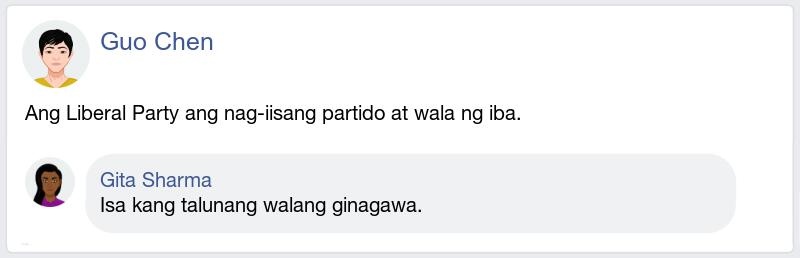 Guo Chen
Ang Liberal Party ang nag-iisang partido at wala ng iba.
Gita Sharma
Isa kang talunang walang ginagawa.